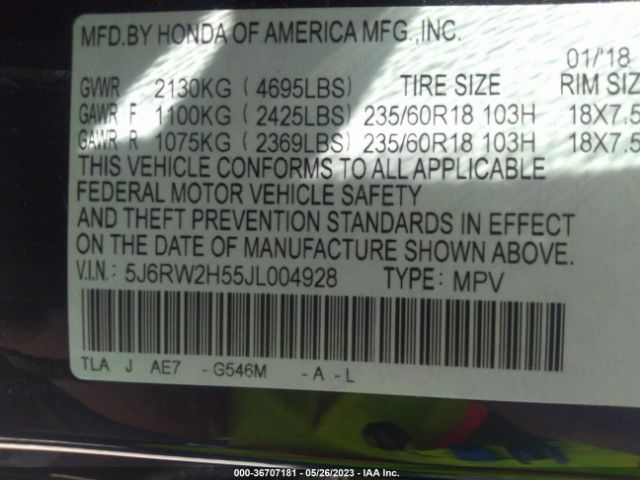 MFD.BY HONDA OF AMERICA MFG.,INC.
01/'18
GVWR 2130KG ( 4695LBS) TIRE SIZE RIM SIZ
GAWR F 1100KG ( 2425LBS) 235/60R18 103H 18X7.5
GAWR R 1075KG ( 2369LBS) 235/60R18 103H 18X7.5
THIS VEHICLE CONFORMS TO ALL APPLICABLE
FEDERAL MOTOR VEHICLE SAFETY
AND THEFT PREVENTION STANDARDS IN EFFECT
ON THE DATE OF MANUFACTURE SHOWN ABOVE.
V.I.N.: 5J6RW2H55JL004928 TYPE: MPV
TLA J AE7 - G546M - A - L
000-36707181 - 05/26/2023 - IAA Inc.